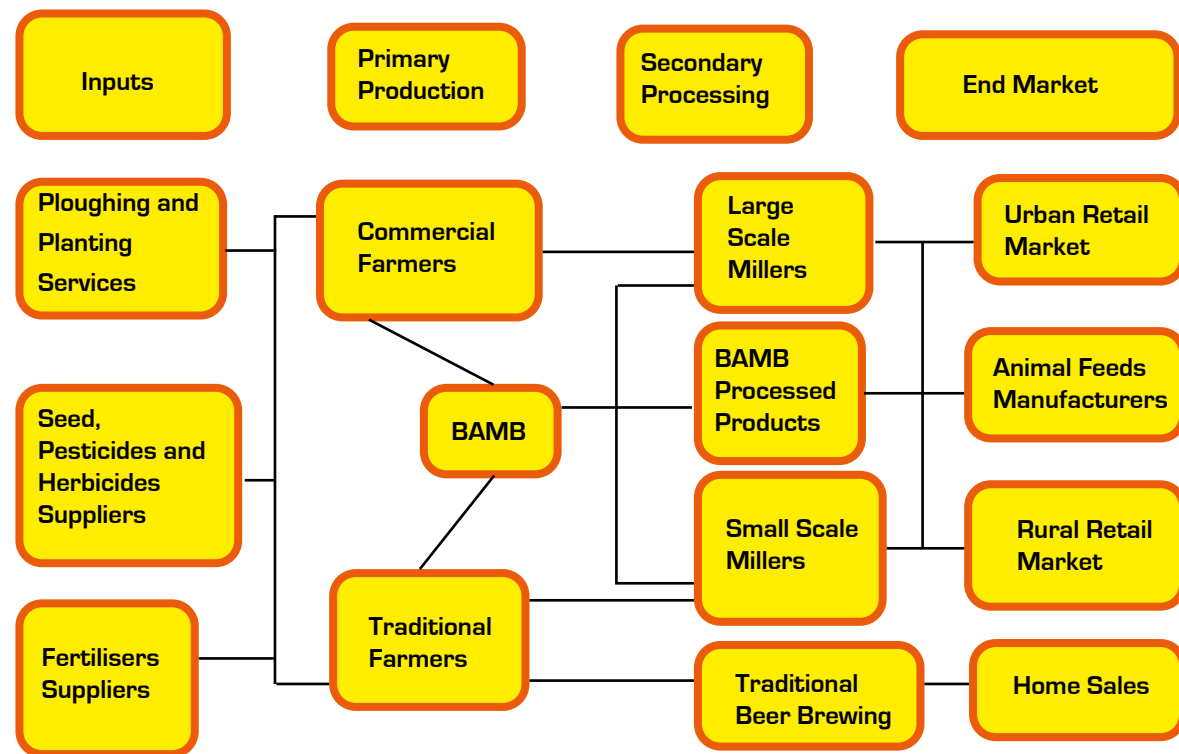 Inputs
Primary
Production
Secondary
Processing
End Market
Ploughing and
Planting
Services
Commercial
Farmers
Large
Scale
Millers
Urban Retail
Market
Seed,
Pesticides and
Herbicides
Suppliers
BAMB
BAMB
Processed
Products
Animal Feeds
Manufacturers
Small Scale
Millers
Rural Retail
Market
Fertilisers
Suppliers
Traditional
Farmers
Traditional
Beer Brewing
Home Sales